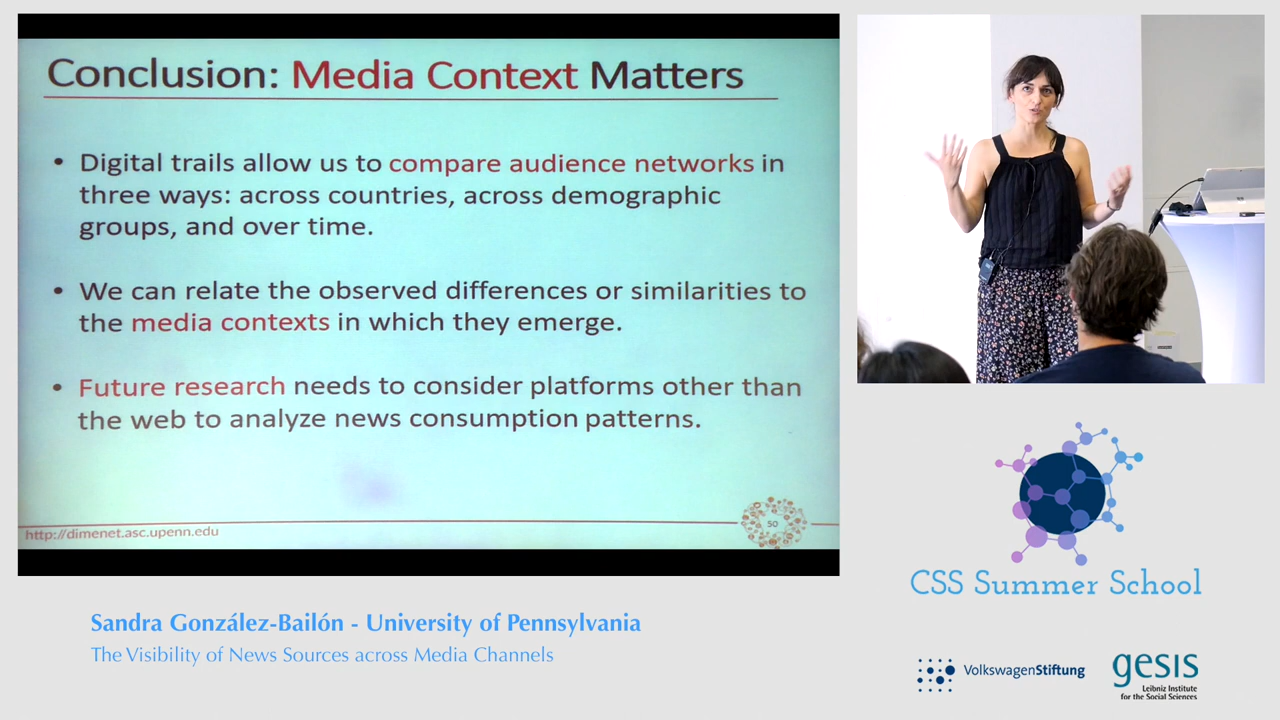 Conclusion: Media Context Matters
• Digital trails allow us to compare audience networks in
three ways: across countries, across demographic
groups, and over time.
• We can relate the observed differences or similarities to
the media contexts in which they emerge.
• Future research needs to consider platforms other than
the web to analyze news consumption patterns.
http://dimenet.asc.upenn.edu
50
Sandra González-Bailón - University of Pennsylvania
The Visibility of News Sources across Media Channels
CSS Summer School
VolkswagenStiftung
gesis
Leibniz Institute
for the Social Sciences